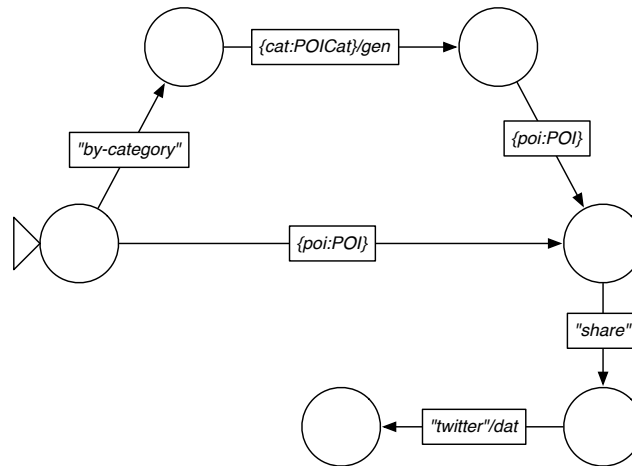 {cat:POICat}/gen
"by-category"
{poi:POI}
{poi:POI}
"share"
"twitter"/dat